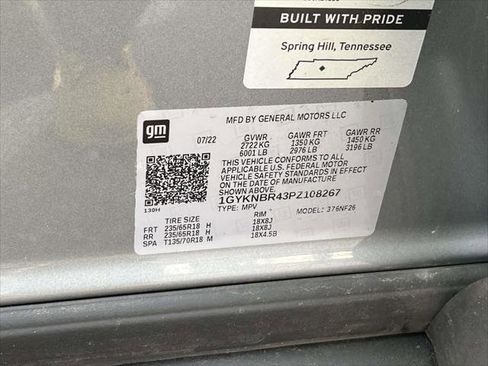 BUILT WITH PRIDE
Spring Hill, Tennessee
gm
MFD BY GENERAL MOTORS LLC
07/22 GVWR GAWR FRT GAWR RR
2722 KG 1350 KG 1450 KG
6001 LB 2976 LB 3196 LB
THIS VEHICLE CONFORMS TO ALL
APPLICABLE U.S. FEDERAL MOTOR
VEHICLE SAFETY STANDARDS IN EFFECT
ON THE DATE OF MANUFACTURE SHOWN
ABOVE.
1GYKNBR43PZ108267
TYPE: MPV MODEL: 376NF26
130H
TIRE SIZE RIM
FRT 235/65R18 H 18X8J
RR 235/65R18 H 18X8J
SPA T135/70R18 M 18X4.5B